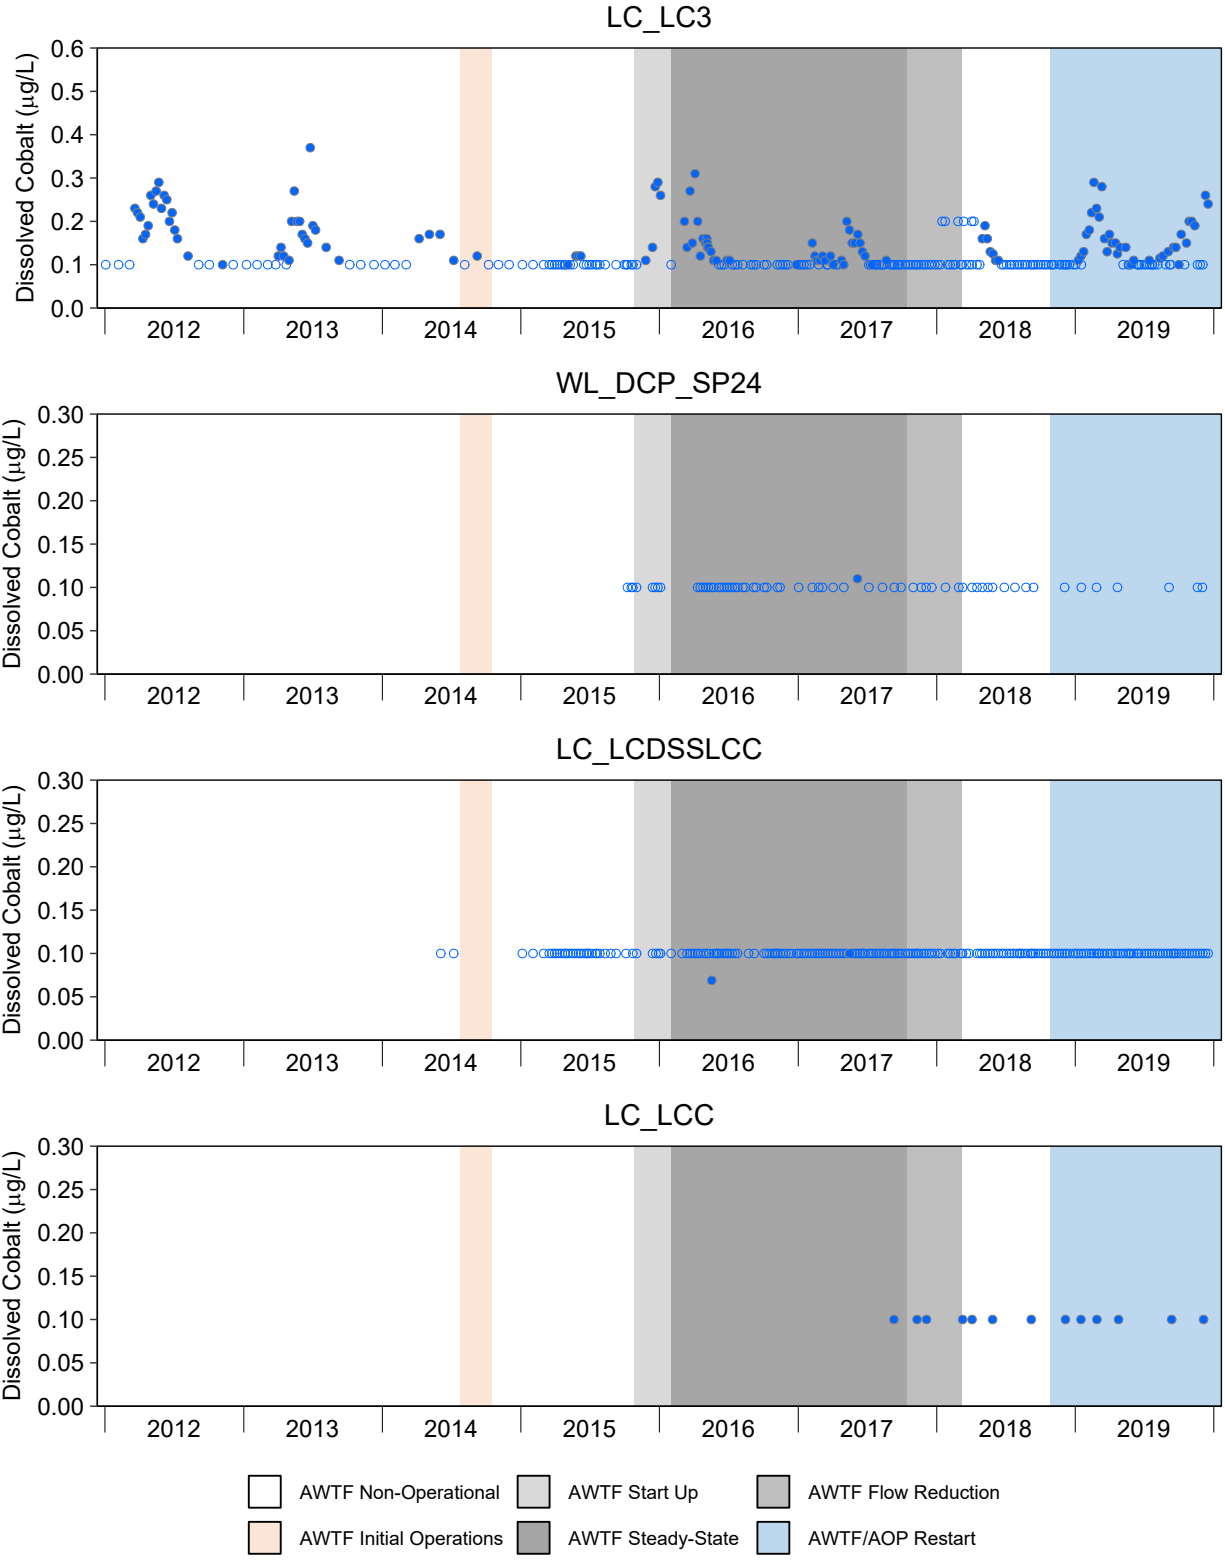 LC_LC3
Dissolved Cobalt (μg/L)
0.6
0.5
0.4
0.3
0.2
0.1
0.0
2012 2013 2014 2015 2016 2017 2018 2019
WL_DCP_SP24
Dissolved Cobalt (μg/L)
0.30
0.25
0.20
0.15
0.10
0.05
0.00
2012 2013 2014 2015 2016 2017 2018 2019
LC_LCDSSLCC
Dissolved Cobalt (μg/L)
0.30
0.25
0.20
0.15
0.10
0.05
0.00
2012 2013 2014 2015 2016 2017 2018 2019
LC_LCC
Dissolved Cobalt (μg/L)
0.30
0.25
0.20
0.15
0.10
0.05
0.00
2012 2013 2014 2015 2016 2017 2018 2019
AWTF Non-Operational AWTF Start Up AWTF Flow Reduction
AWTF Initial Operations AWTF Steady-State AWTF/AOP Restart